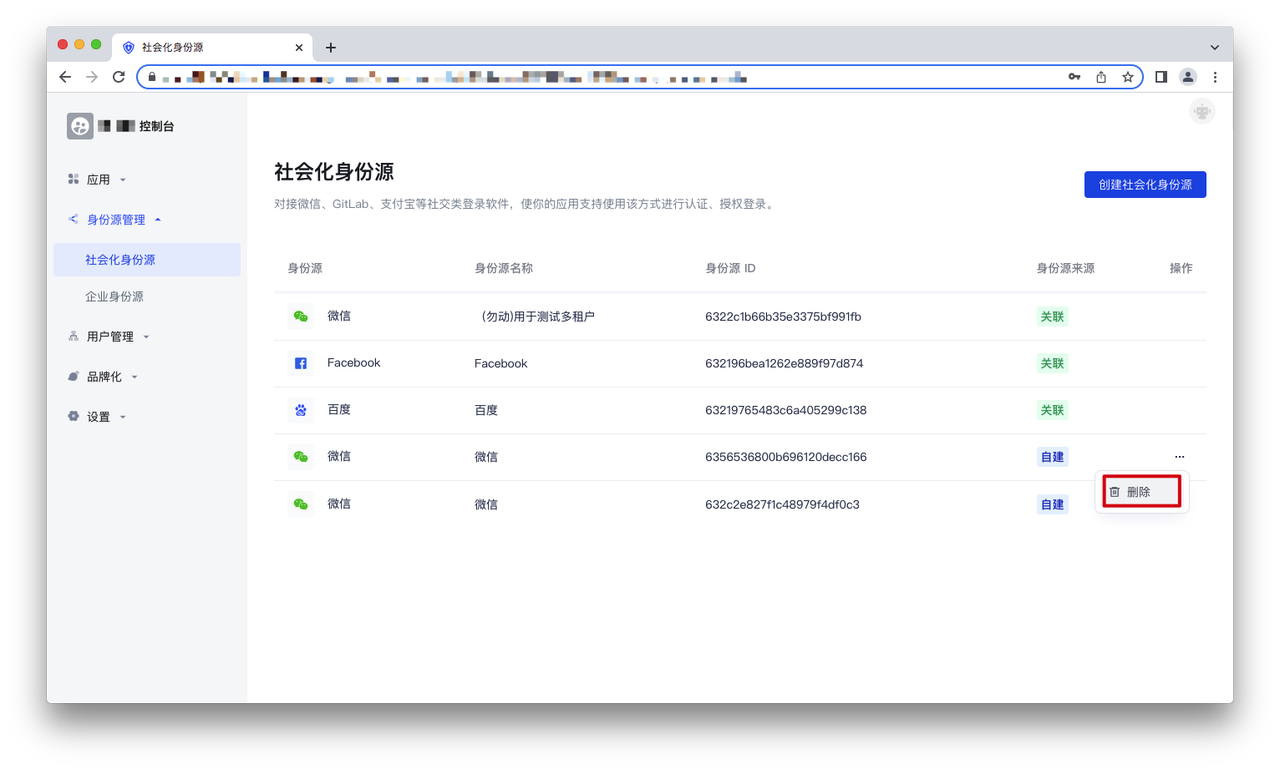 社会化身份源
控制台
应用
身份源管理
社会化身份源
企业身份源
用户管理
品牌化
设置
社会化身份源
创建社会化身份源
对接微信、GitLab、支付宝等社交类登录软件，使你的应用支持使用该方式进行认证、授权登录。
身份源 身份源名称 身份源 ID 身份源来源 操作
微信 （勿动)用于测试多租户 6322c1b66b35e3375bf991fb 关联
Facebook Facebook 632196bea1262e889f97d874 关联
百度 百度 63219765483c6a405299c138 关联
微信 微信 6356536800b696120decc166 自建 ···
删除
微信 微信 632c2e827f1c48979f4df0c3 自建